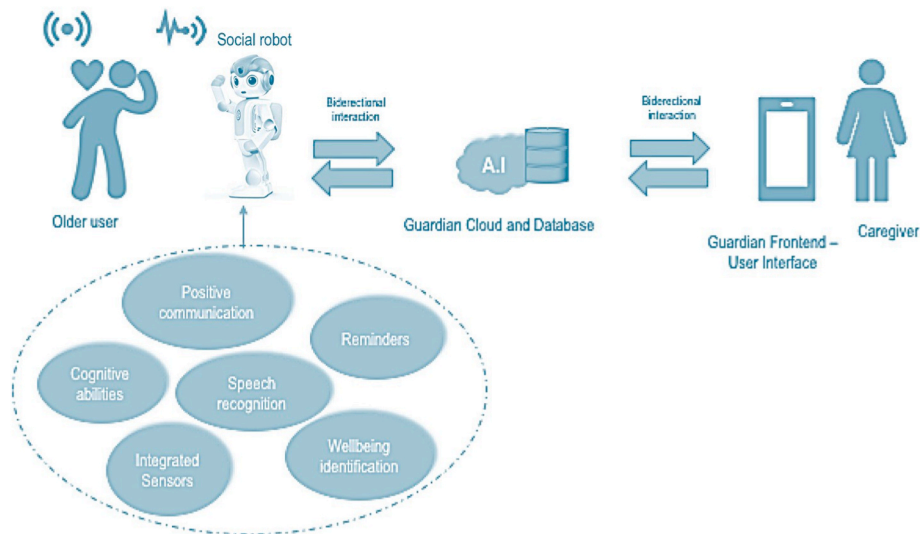 Social robot
Biderectional
interaction
Biderectional
interaction
A.I
Older user
Guardian Cloud and Database
Guardian Frontend –
User Interface
Caregiver
Positive
communication
Reminders
Cognitive
abilities
Speech
recognition
Integrated
Sensors
Wellbeing
identification